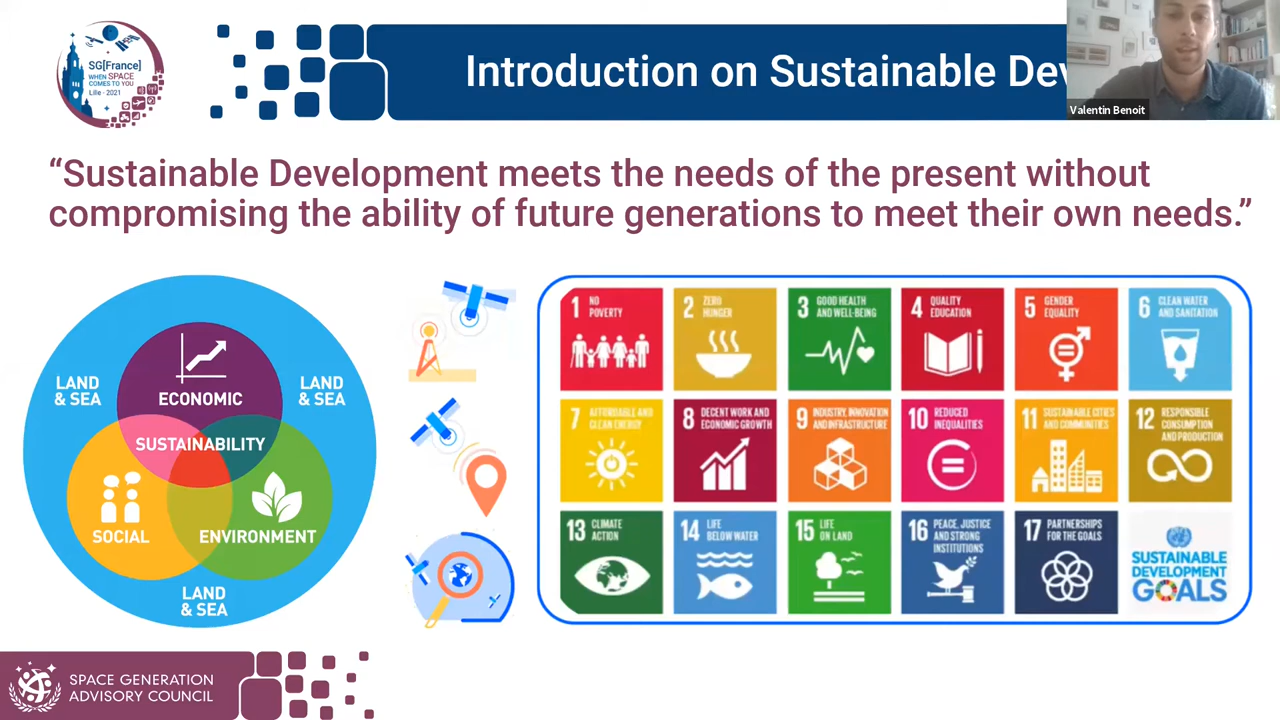 SG[France]
WHEN SPACE
COMES TO YOU
Lille · 2021
Introduction on Sustainable Dev
Valentin Benoit
“Sustainable Development meets the needs of the present without
compromising the ability of future generations to meet their own needs.”
LAND
& SEA
ECONOMIC
LAND
& SEA
SUSTAINABILITY
SOCIAL
ENVIRONMENT
LAND
& SEA
1 NO
POVERTY
2 ZERO
HUNGER
3 GOOD HEALTH
AND WELL-BEING
4 QUALITY
EDUCATION
5 GENDER
EQUALITY
6 CLEAN WATER
AND SANITATION
7 AFFORDABLE AND
CLEAN ENERGY
8 DECENT WORK AND
ECONOMIC GROWTH
9 INDUSTRY, INNOVATION
AND INFRASTRUCTURE
10 REDUCED
INEQUALITIES
11 SUSTAINABLE CITIES
AND COMMUNITIES
12 RESPONSIBLE
CONSUMPTION
AND PRODUCTION
13 CLIMATE
ACTION
14 LIFE
BELOW WATER
15 LIFE
ON LAND
16 PEACE, JUSTICE
AND STRONG
INSTITUTIONS
17 PARTNERSHIPS
FOR THE GOALS
SUSTAINABLE
DEVELOPMENT
GOALS
SPACE GENERATION
ADVISORY COUNCIL